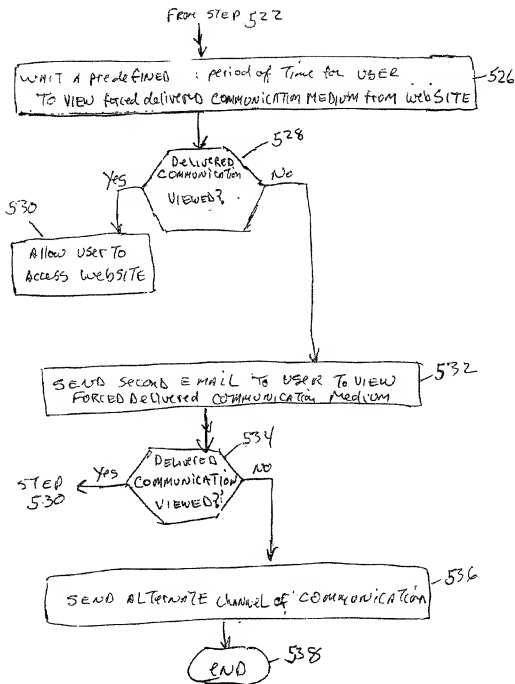 FROM STEP 522
WAIT A PREDEFINED : PERIOD OF TIME FOR USER
TO VIEW FORCED delivered COMMUNICATION MEDIUM FROM WEBSITE
526
528
DELIVERED
COMMUNICATION
VIEWED?
Yes
No
530
Allow USER TO
ACCESS WEBSITE
SEND SECOND EMAIL TO USER TO VIEW
FORCED Delivered COMMUNICATION MEDIUM
532
534
DELIVERED
COMMUNICATION
VIEWED?
Yes
NO
STEP
530
SEND ALTERNATE CHANNEL OF COMMUNICATION
536
END
538